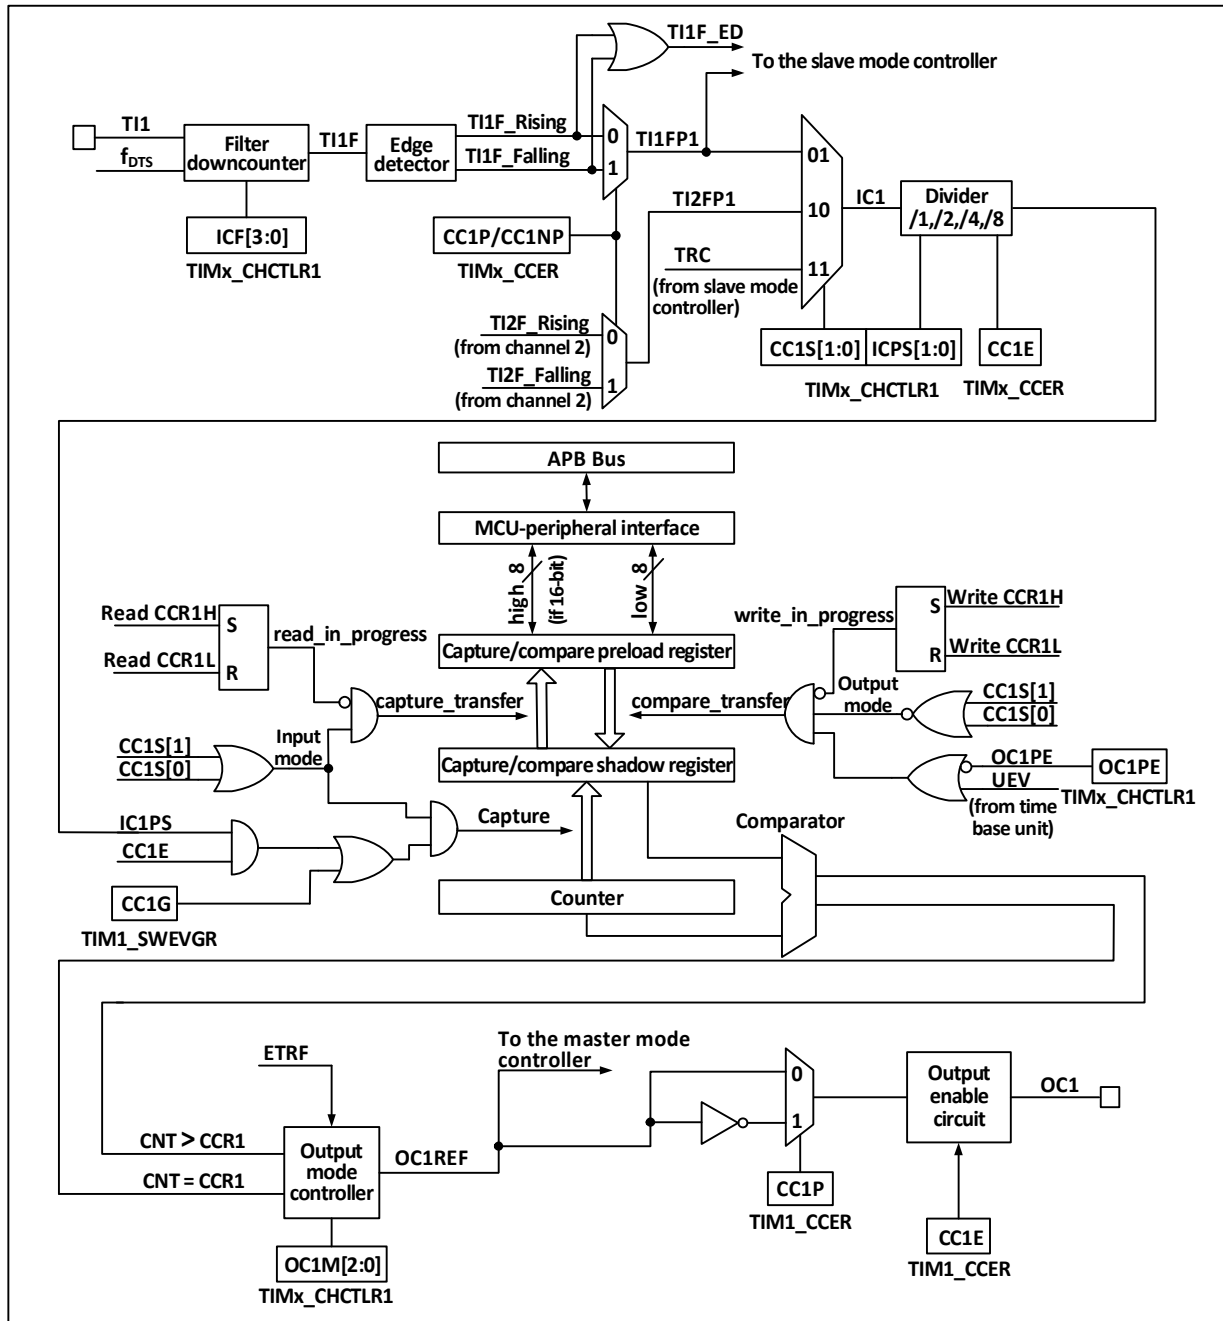 TI1F_ED
To the slave mode controller
TI1
fDTS
Filter
downcounter
TI1F
Edge
detector
TI1F_Rising
TI1F_Falling
0
1
TI1FP1
01
10
11
TI2FP1
TRC
(from slave mode
controller)
IC1
Divider
/1,/2,/4,/8
ICF[3:0]
TIMx_CHCTLR1
CC1P/CC1NP
TIMx_CCER
TI2F_Rising
(from channel 2)
TI2F_Falling
(from channel 2)
0
1
CC1S[1:0]
ICPS[1:0]
TIMx_CHCTLR1
CC1E
TIMx_CCER
APB Bus
MCU-peripheral interface
high 8
(if 16-bit)
low 8
Read CCR1H
Read CCR1L
S
R
read_in_progress
Capture/compare preload register
write_in_progress
S
R
Write CCR1H
Write CCR1L
capture_transfer
compare_transfer
Output
mode
CC1S[1]
CC1S[0]
CC1S[1]
CC1S[0]
Input
mode
Capture/compare shadow register
OC1PE
UEV
(from time
base unit)
OC1PE
TIMx_CHCTLR1
IC1PS
CC1E
CC1G
TIM1_SWEVGR
Capture
Counter
Comparator
ETRF
To the master mode
controller
CNT > CCR1
CNT = CCR1
Output
mode
controller
OC1REF
OC1M[2:0]
TIMx_CHCTLR1
0
1
CC1P
TIM1_CCER
Output
enable
circuit
OC1
CC1E
TIM1_CCER